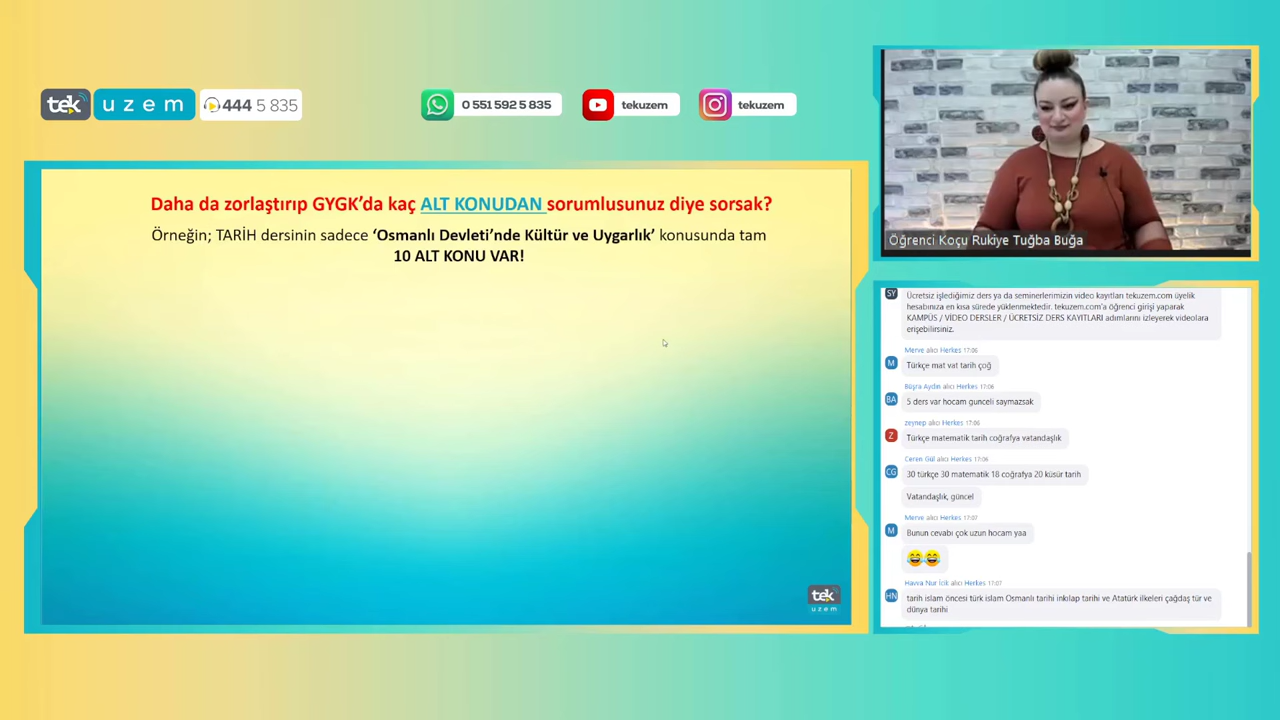 tek uzem 444 5 835
0 551 592 5 835
tekuzem
tekuzem
Daha da zorlaştırıp GYGK’da kaç ALT KONUDAN sorumlusunuz diye sorsak?
Örneğin; TARİH dersinin sadece ‘Osmanlı Devleti’nde Kültür ve Uygarlık’ konusunda tam
10 ALT KONU VAR!
tek
uzem
Öğrenci Koçu Rukiye Tuğba Buğa
SY
Ücretsiz işlediğimiz ders ya da seminerlerimizin video kayıtları tekuzem.com üyelik
hesabınıza en kısa sürede yüklenmektedir. tekuzem.com'a öğrenci girişi yaparak
KAMPÜS / VİDEO DERSLER / ÜCRETSİZ DERS KAYITLARI adımlarını izleyerek videolara
erişebilirsiniz.
Merve alıcı Herkes 17:06
M
Türkçe mat vat tarih çoğ
Büşra Aydın alıcı Herkes 17:06
BA
5 ders var hocam gunceli saymazsak
zeynep alıcı Herkes 17:06
Z
Türkçe matematik tarih coğrafya vatandaşlık
Ceren Gül alıcı Herkes 17:06
CG
30 türkçe 30 matematik 18 coğrafya 20 küsür tarih
Vatandaşlık, güncel
Merve alıcı Herkes 17:07
M
Bunun cevabi çok uzun hocam yaa
😂😂
Havva Nur İcik alıcı Herkes 17:07
HN
tarih islam öncesi türk islam Osmanlı tarihi inkılap tarihi ve Atatürk ilkeleri çağdaş tür ve
dünya tarihi